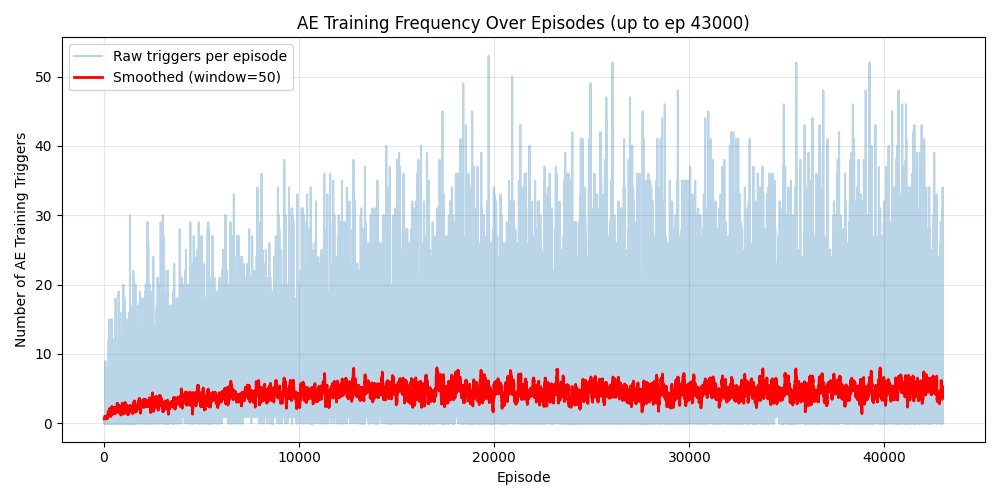 AE Training Frequency Over Episodes (up to ep 43000)
Raw triggers per episode
Smoothed (window=50)
Number of AE Training Triggers
50
40
30
20
10
0
0 10000 20000 30000 40000
Episode